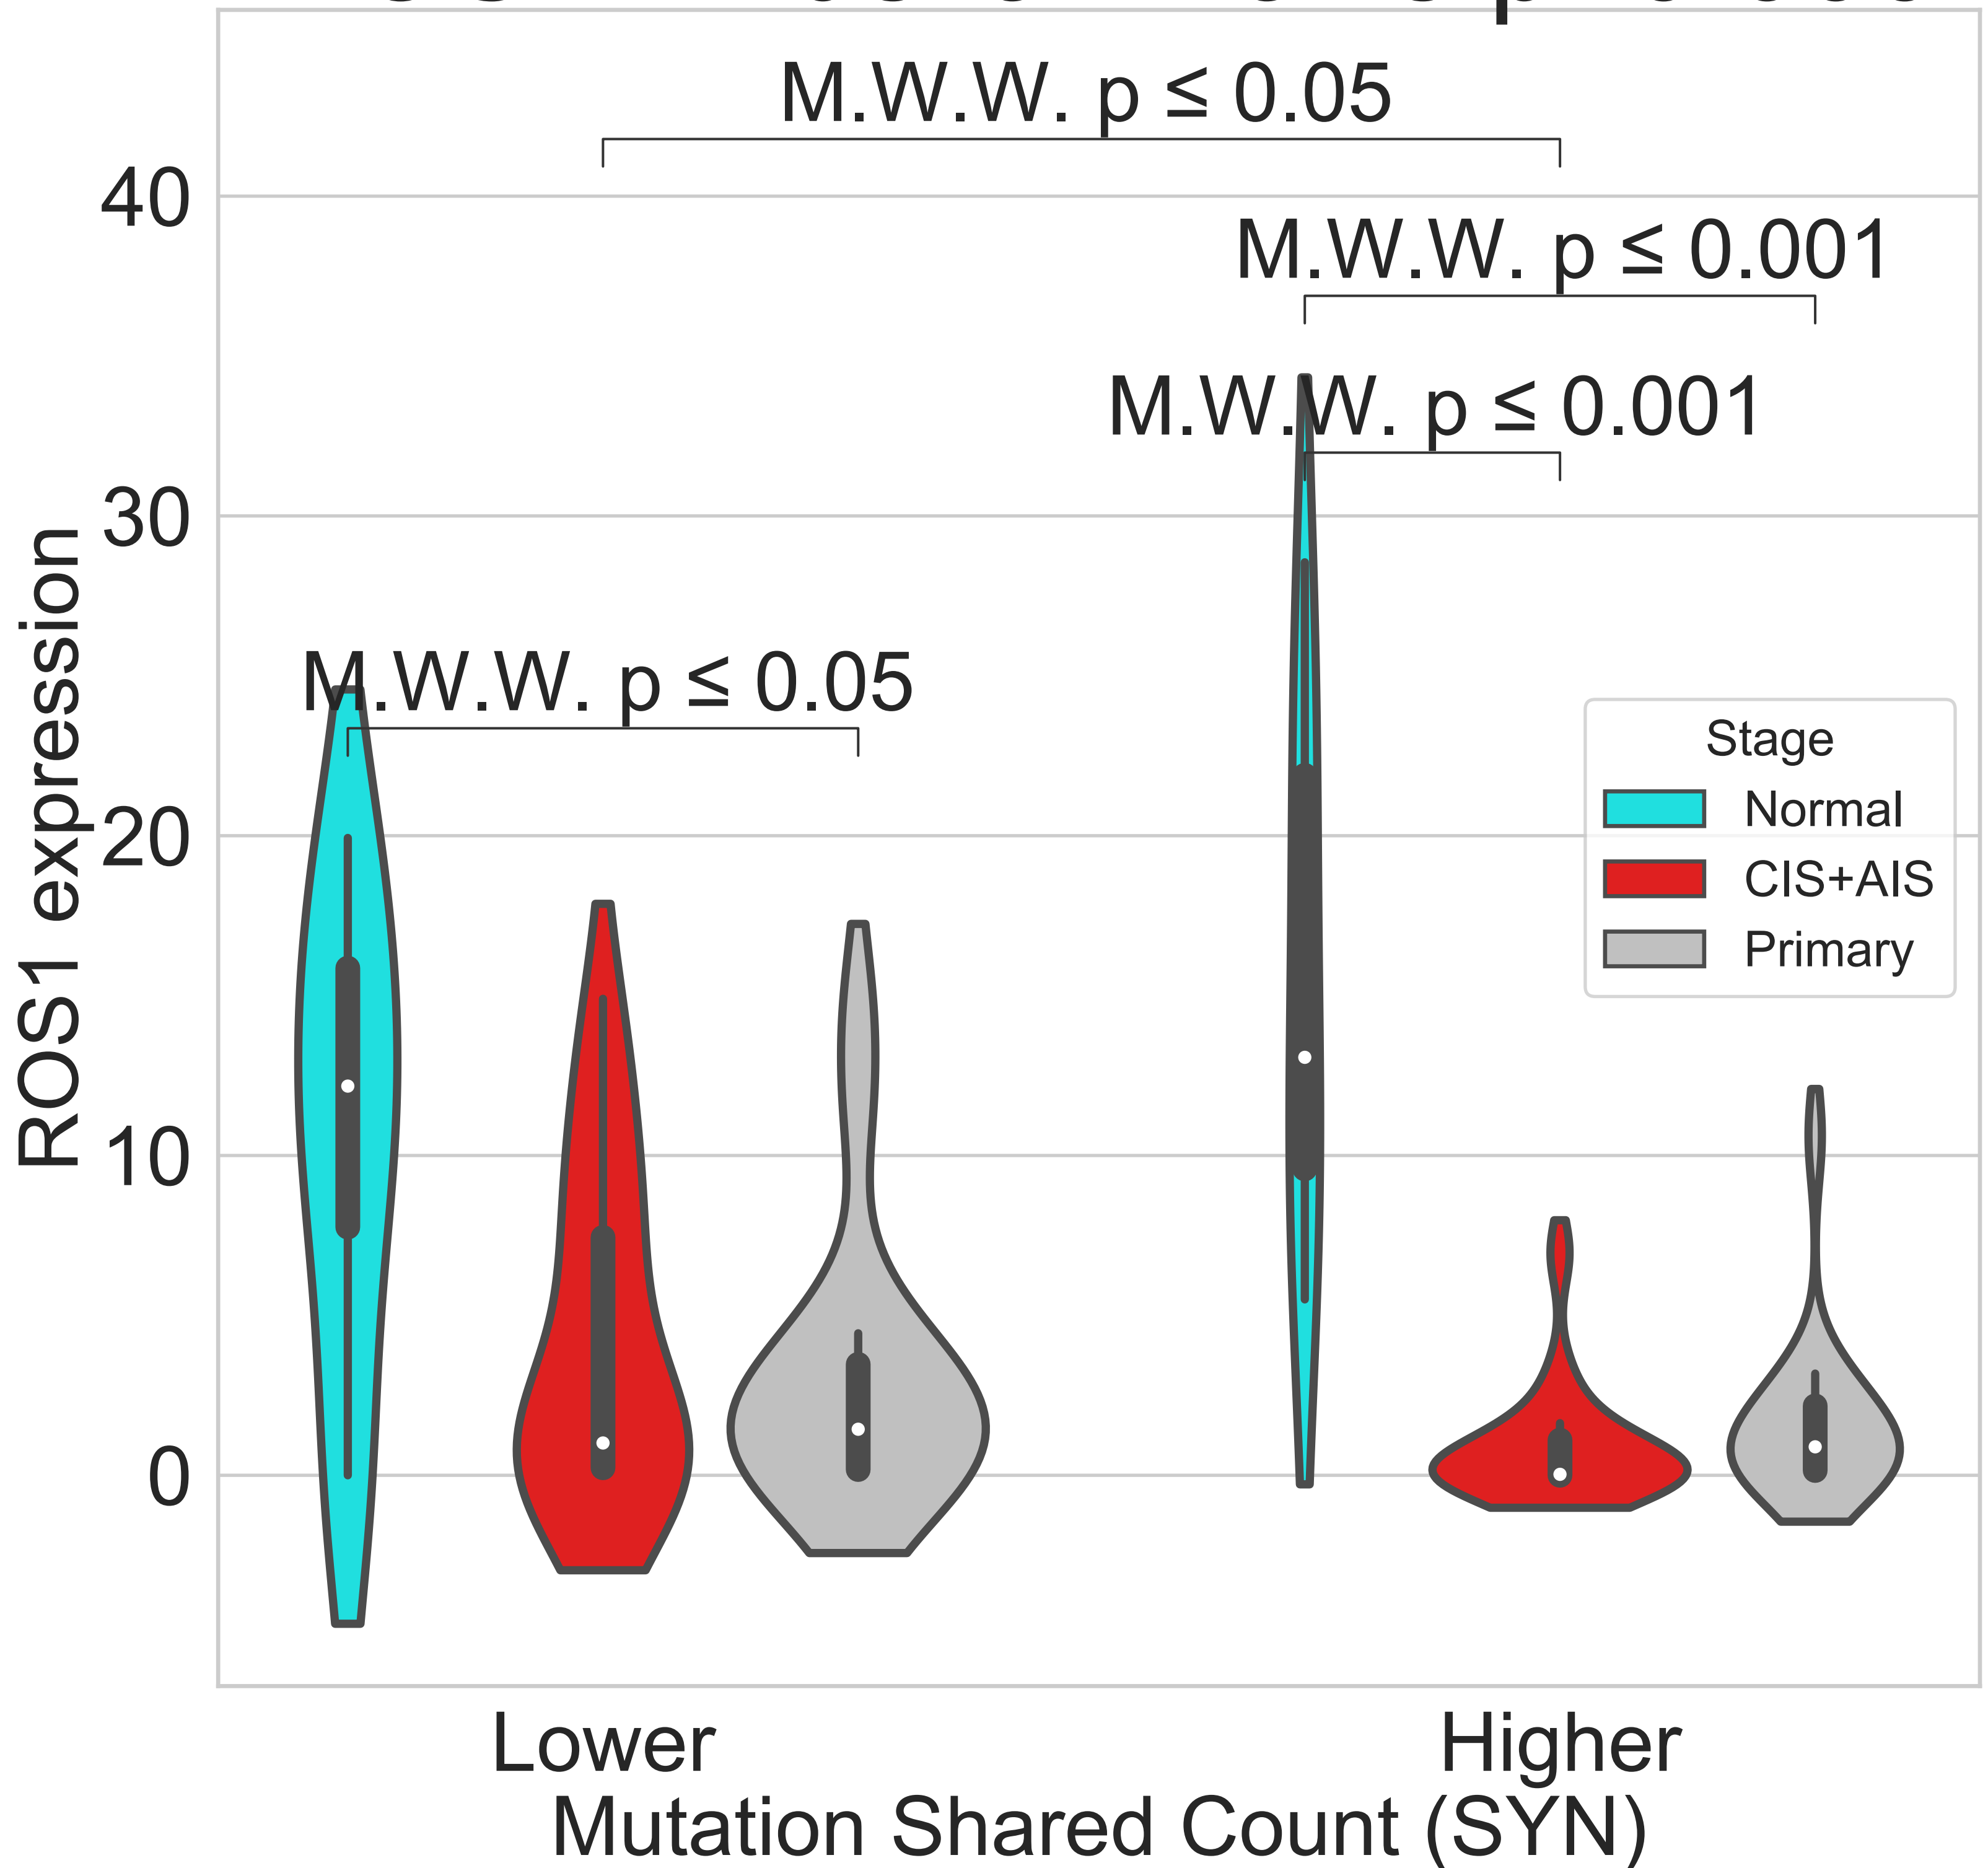 M.W.W. p ≤ 0.05
40
M.W.W. p ≤ 0.001
M.W.W. p ≤ 0.001
30
M.W.W. p ≤ 0.05
Stage
Normal
CIS+AIS
Primary
20
10
0
ROS1 expression
Lower
Higher
Mutation Shared Count (SYN)